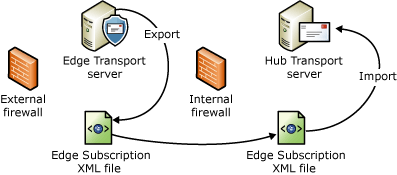 Export
Edge Transport
server
Hub Transport
server
Import
External
firewall
Internal
firewall
Edge Subscription
XML file
Edge Subscription
XML file